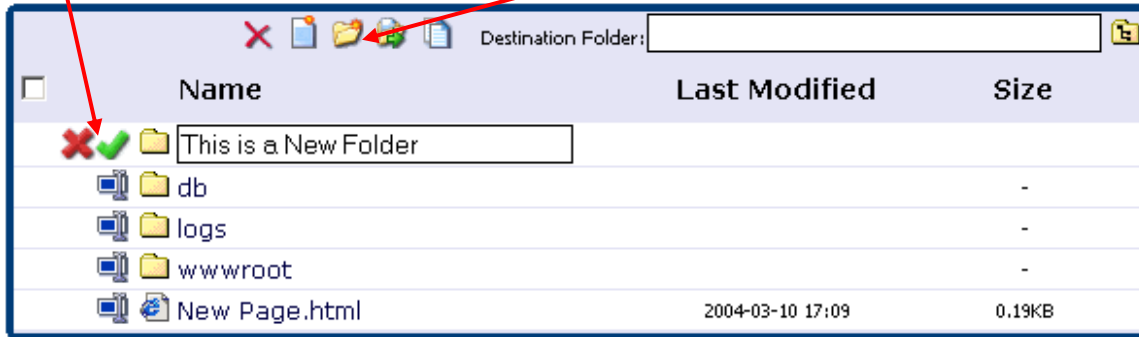 Destination Folder:
Name Last Modified Size
This is a New Folder
db -
logs -
wwwroot -
New Page.html 2004-03-10 17:09 0.19KB